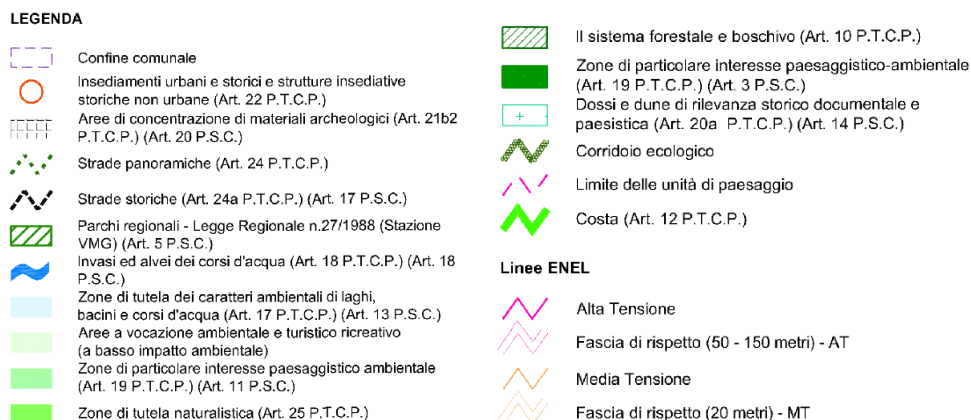 LEGENDA
Confine comunale
Insediamenti urbani e storici e strutture insediative
storiche non urbane (Art. 22 P.T.C.P.)
Aree di concentrazione di materiali archeologici (Art. 21b2
P.T.C.P.) (Art. 20 P.S.C.)
Strade panoramiche (Art. 24 P.T.C.P.)
Strade storiche (Art. 24a P.T.C.P.) (Art. 17 P.S.C.)
Parchi regionali - Legge Regionale n.27/1988 (Stazione
VMG) (Art. 5 P.S.C.)
Invasi ed alvei dei corsi d'acqua (Art. 18 P.T.C.P.) (Art. 18
P.S.C.)
Zone di tutela dei caratteri ambientali di laghi,
bacini e corsi d'acqua (Art. 17 P.T.C.P.) (Art. 13 P.S.C.)
Aree a vocazione ambientale e turistico ricreativo
(a basso impatto ambientale)
Zone di particolare interesse paesaggistico ambientale
(Art. 19 P.T.C.P.) (Art. 11 P.S.C.)
Zone di tutela naturalistica (Art. 25 P.T.C.P.)
Il sistema forestale e boschivo (Art. 10 P.T.C.P.)
Zone di particolare interesse paesaggistico-ambientale
(Art. 19 P.T.C.P.) (Art. 3 P.S.C.)
Dossi e dune di rilevanza storico documentale e
paesistica (Art. 20a P.T.C.P.) (Art. 14 P.S.C.)
Corridoio ecologico
Limite delle unità di paesaggio
Costa (Art. 12 P.T.C.P.)
Linee ENEL
Alta Tensione
Fascia di rispetto (50 - 150 metri) - AT
Media Tensione
Fascia di rispetto (20 metri) - MT